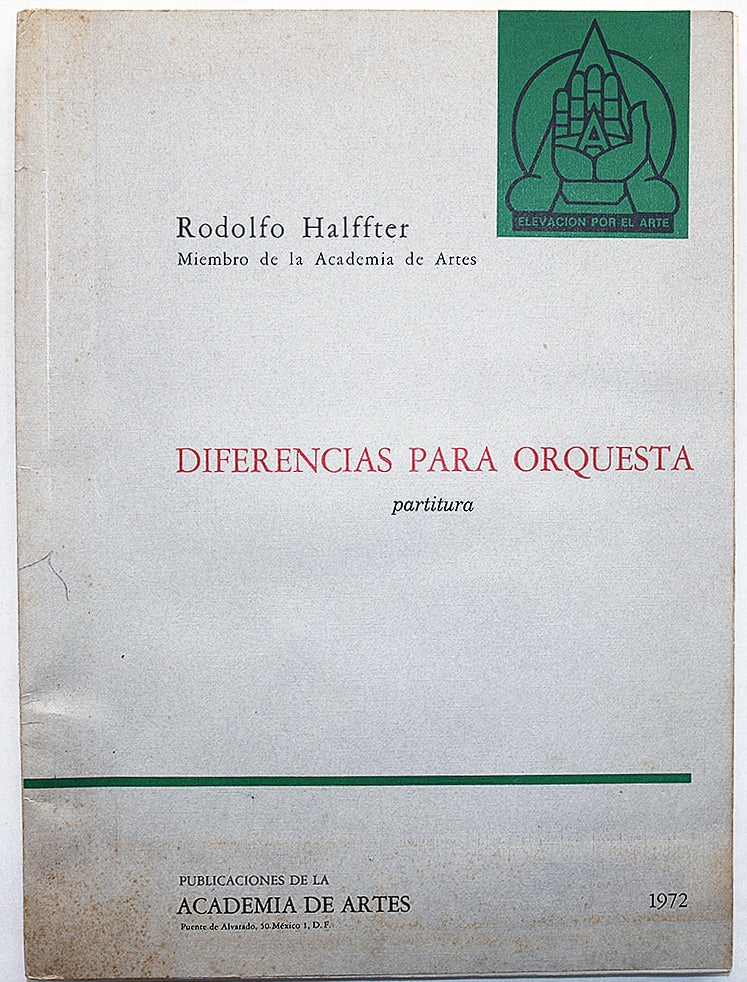 A
ELEVACION POR EL ARTE
Rodolfo Halffter
Miembro de la Academia de Artes
DIFERENCIAS PARA ORQUESTA
partitura
PUBLICACIONES DE LA
ACADEMIA DE ARTES
1972
Puente de Alvarado, 50 México 1, D. F.